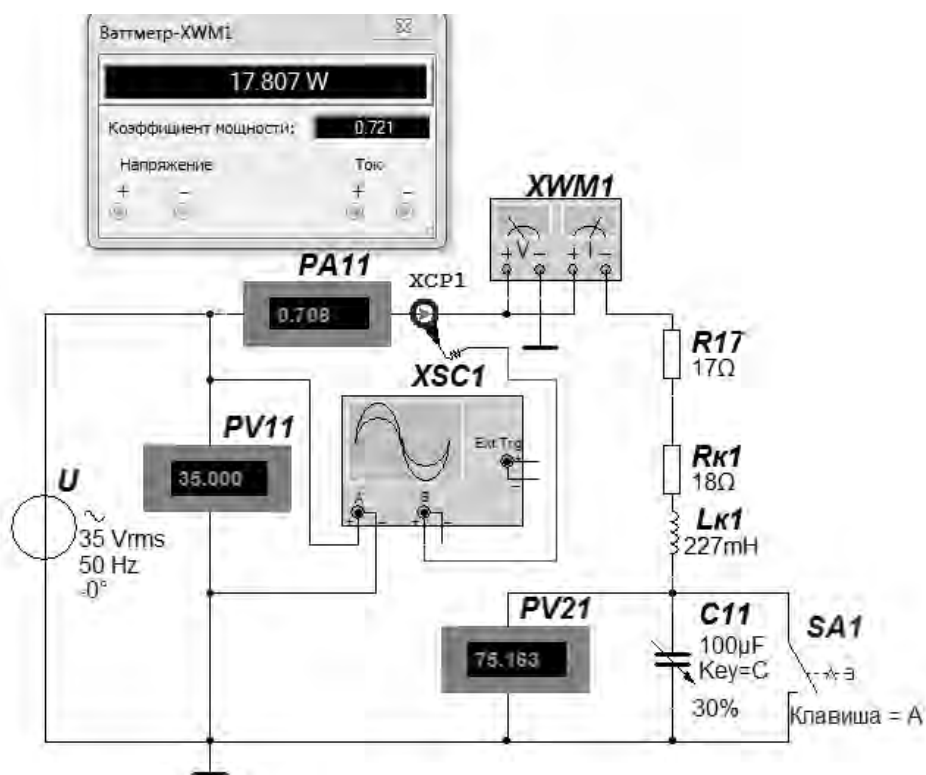 Ваттметр-XWM1
17.807 W
Коэффициент мощности: 0.721
Напряжение Ток
+ − + −
XWM1
V I
+ − + −
PA11
0.708
XCP1
R17
17Ω
XSC1
Ext Trig
+
−
A B
+ − + −
PV11
35.000
U
35 Vrms
50 Hz
-0°
Rк1
18Ω
Lк1
227mH
PV21
75.163
C11
100µF
Key=C
30%
SA1
Клавиша = A